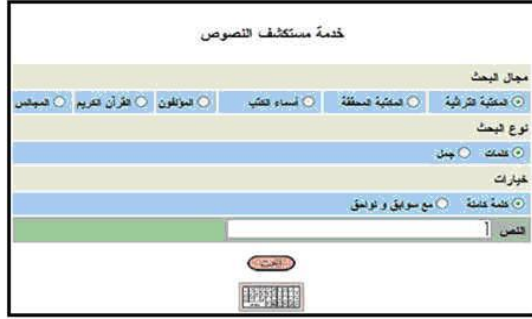 خدمة مستكشف النصوص
مجال البحث
المكتبة التراثية المكتبة المحققة أسماء الكتب المؤلفون القرآن الكريم المجالس
نوع البحث
كلمات جمل
خيارات
كلمة كاملة مع سوابق و لواحق
النص
ابحث